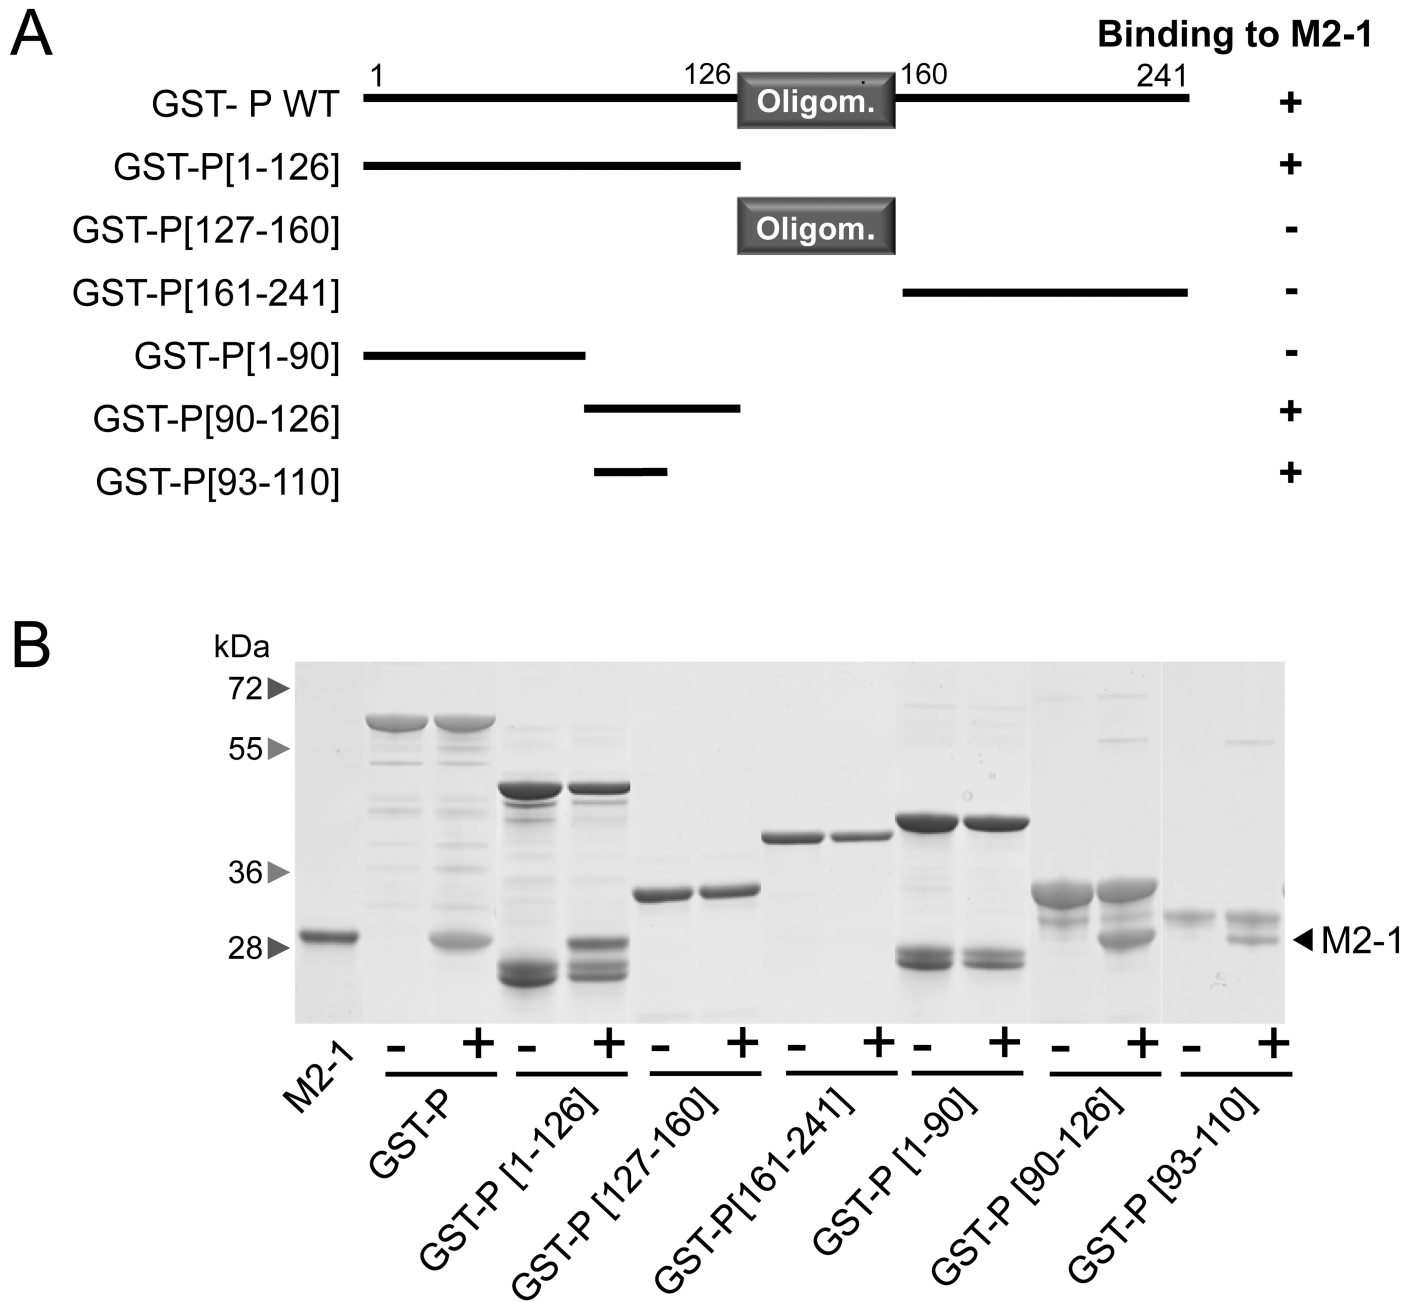 A
Binding to M2-1
1 126 160 241
GST- P WT Oligom. +
GST-P[1-126] +
GST-P[127-160] Oligom. -
GST-P[161-241] -
GST-P[1-90] -
GST-P[90-126] +
GST-P[93-110] +
B
kDa
72
55
36
28
M2-1
- + - + - + - + - + - + - +
M2-1
GST-P
GST-P [1-126]
GST-P [127-160]
GST-P[161-241]
GST-P [1-90]
GST-P [90-126]
GST-P [93-110]